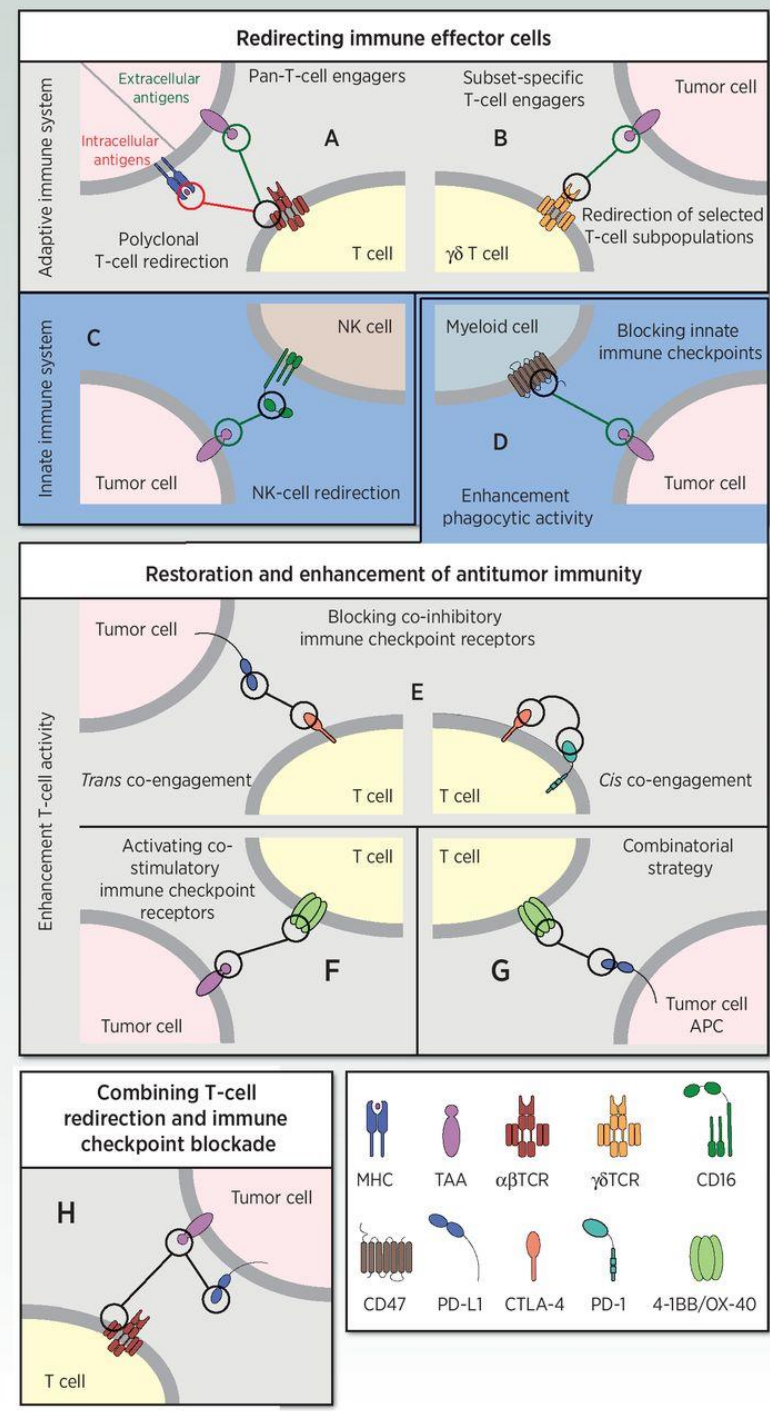 Redirecting immune effector cells
Adaptive immune system
Extracellular
antigens
Intracellular
antigens
Pan-T-cell engagers
A
Polyclonal
T-cell redirection
T cell
Subset-specific
T-cell engagers
B
Tumor cell
Redirection of selected
T-cell subpopulations
γδ T cell
Innate immune system
C
NK cell
Tumor cell
NK-cell redirection
Myeloid cell
Blocking innate
immune checkpoints
D
Enhancement
phagocytic activity
Tumor cell
Restoration and enhancement of antitumor immunity
Enhancement T-cell activity
Tumor cell
Blocking co-inhibitory
immune checkpoint receptors
E
Trans co-engagement
T cell
T cell
Cis co-engagement
Activating co-
stimulatory
immune checkpoint
receptors
T cell
F
Tumor cell
T cell
Combinatorial
strategy
G
Tumor cell
APC
Combining T-cell
redirection and immune
checkpoint blockade
H
Tumor cell
T cell
MHC
TAA
αβTCR
γδTCR
CD16
CD47
PD-L1
CTLA-4
PD-1
4-1BB/OX-40